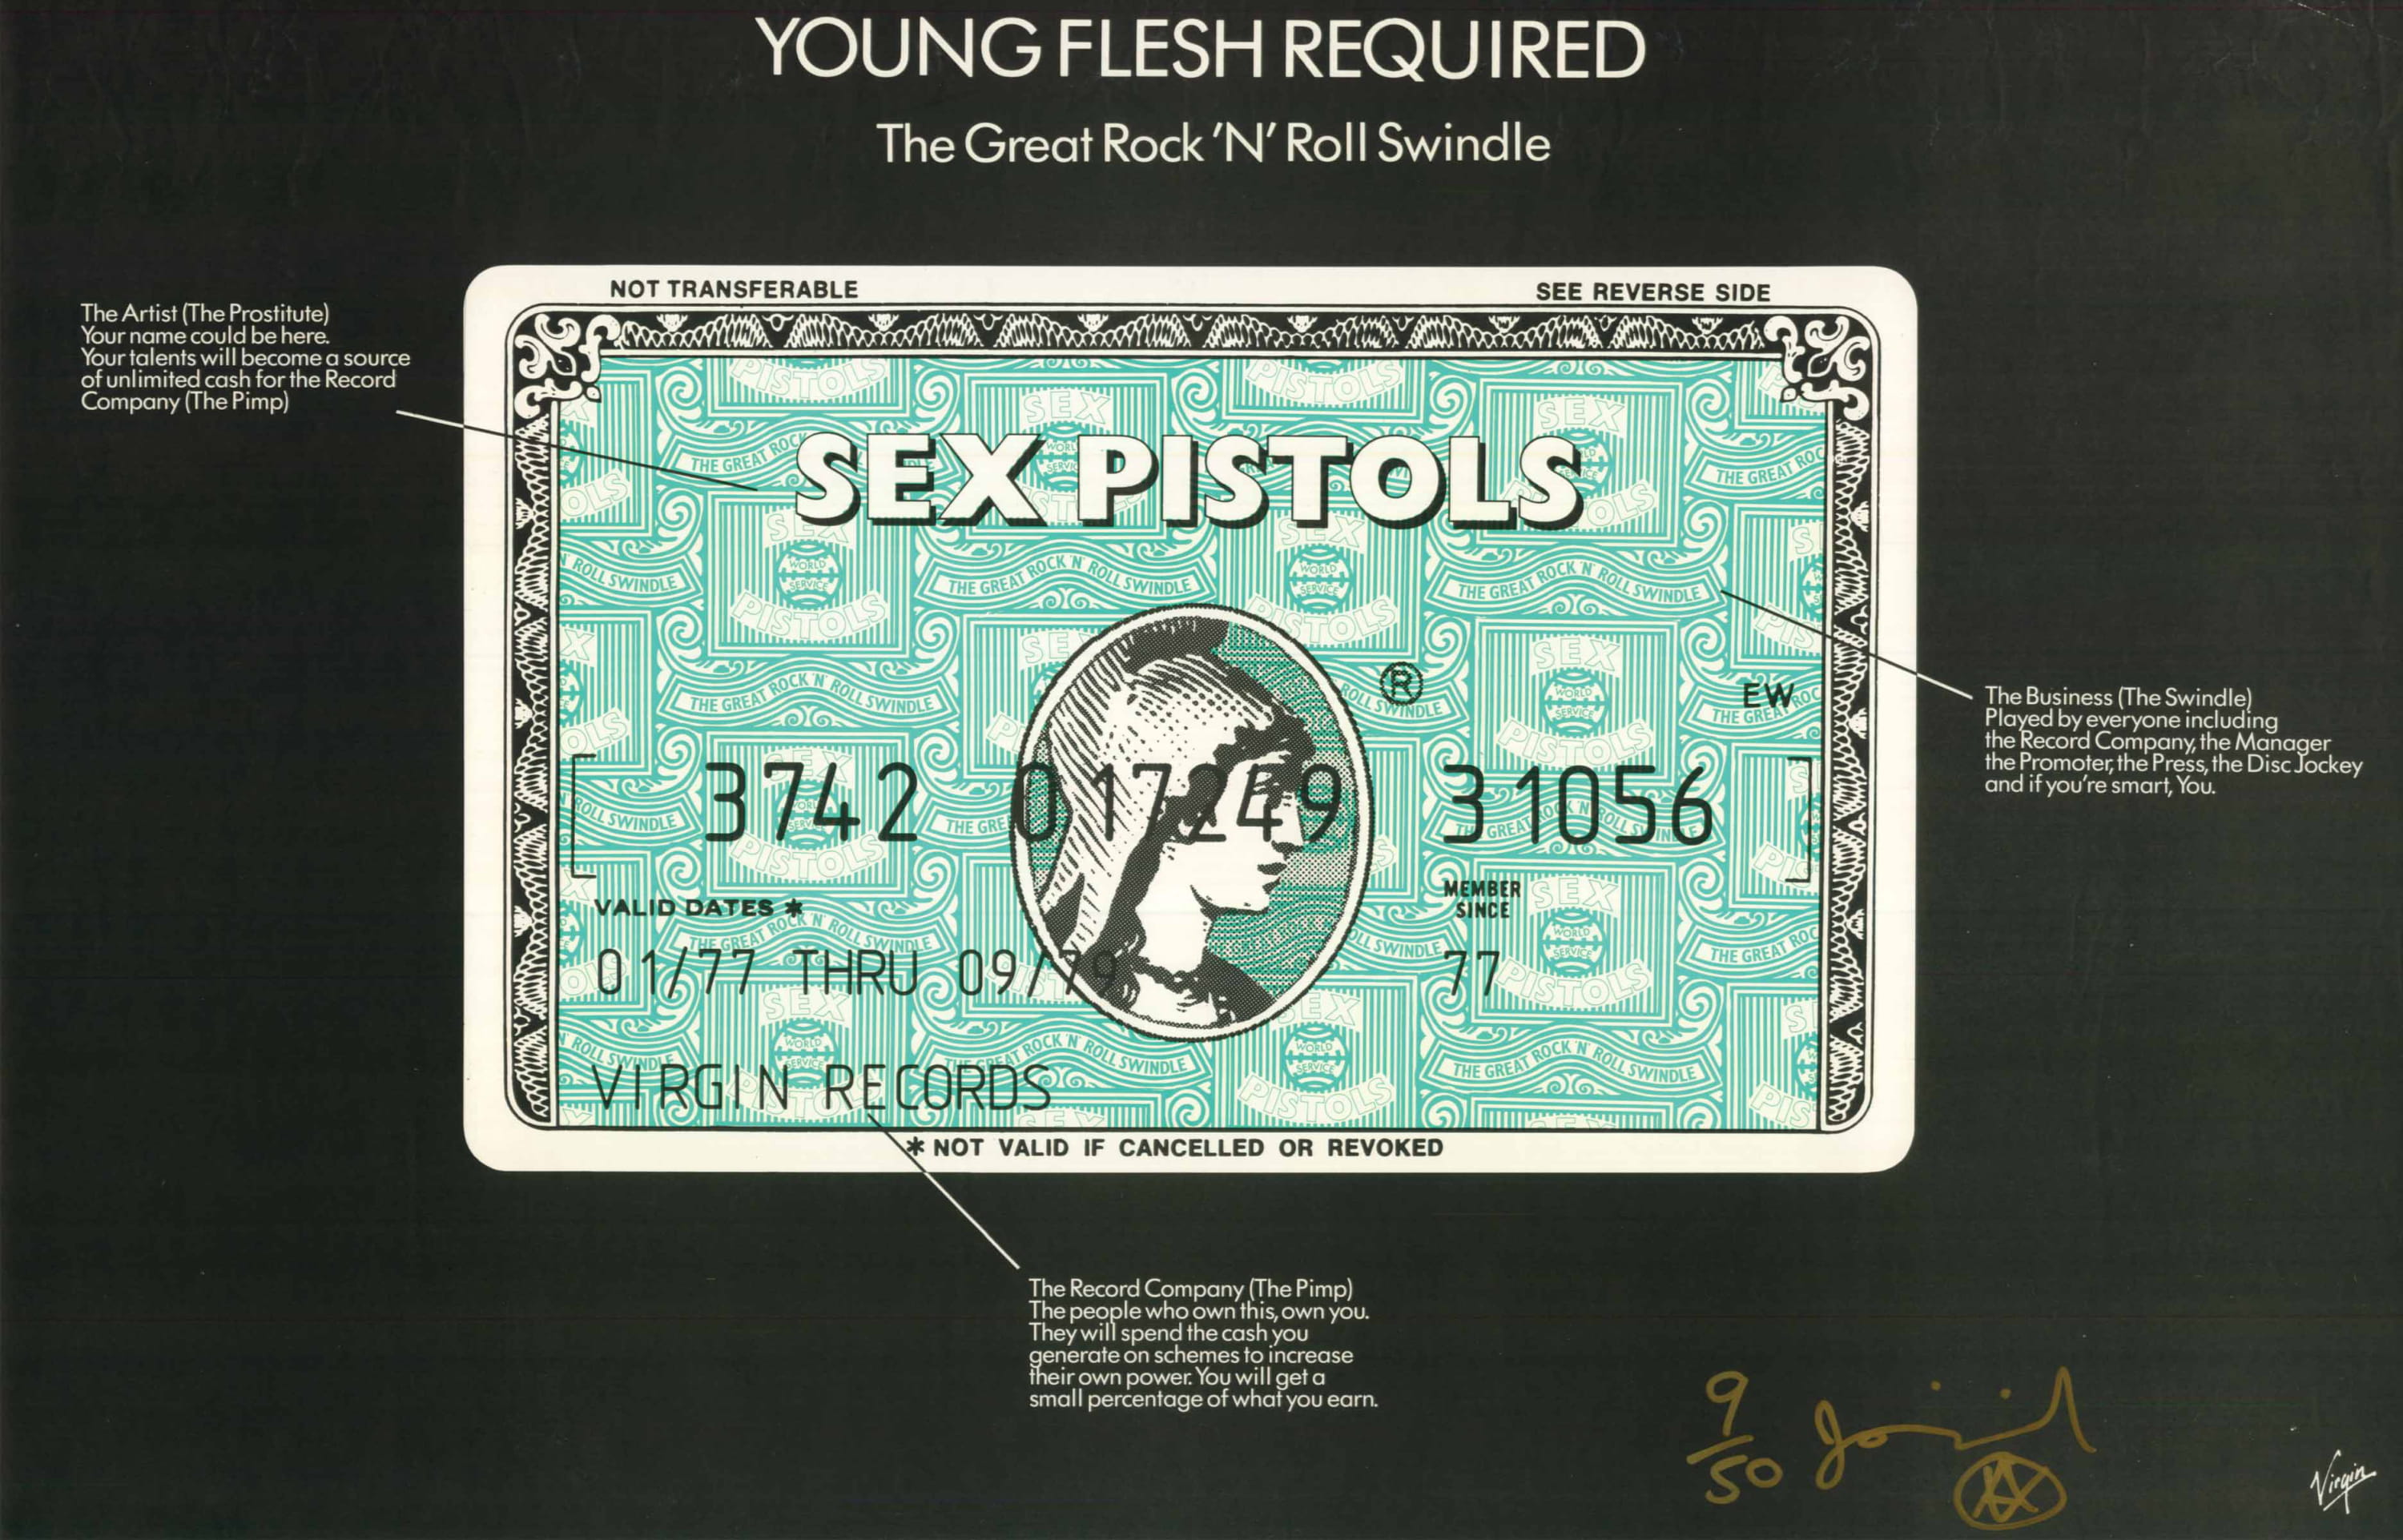 YOUNG FLESH REQUIRED
The Great Rock 'N' Roll Swindle
The Artist (The Prostitute)
Your name could be here.
Your talents will become a source
of unlimited cash for the Record
Company (The Pimp)
NOT TRANSFERABLE
SEE REVERSE SIDE
SEX PISTOLS
SEX
WORLD
SERVICE
PISTOLS
THE GREAT ROCK 'N' ROLL SWINDLE
®
EW
3742 017249 31056
VALID DATES *
MEMBER
SINCE
01/77 THRU 09/79
77
VIRGIN RECORDS
* NOT VALID IF CANCELLED OR REVOKED
The Business (The Swindle)
Played by everyone including
the Record Company, the Manager
the Promoter, the Press, the Disc Jockey
and if you're smart, You.
The Record Company (The Pimp)
The people who own this, own you.
They will spend the cash you
generate on schemes to increase
their own power. You will get a
small percentage of what you earn.
9
50
Virgin